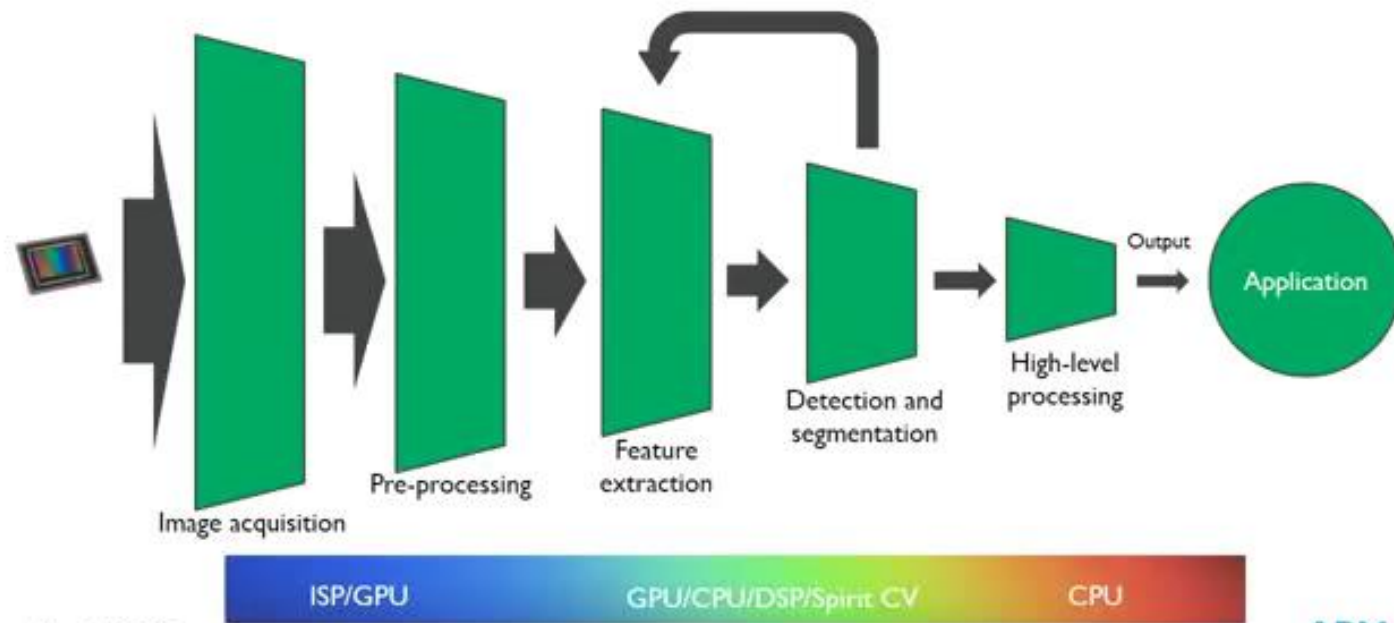 Output
Application
High-level
processing
Detection and
segmentation
Feature
extraction
Pre-processing
Image acquisition
ISP/GPU
GPU/CPU/DSP/Spirit CV
CPU